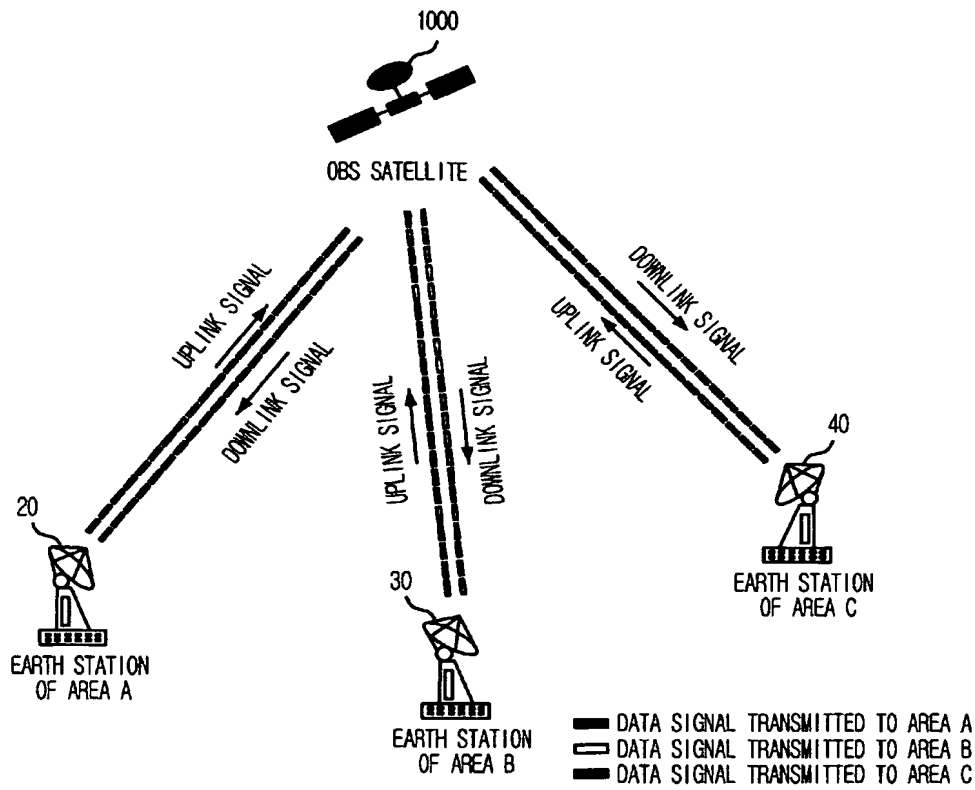 1000
OBS SATELLITE
UPLINK SIGNAL
DOWNLINK SIGNAL
UPLINK SIGNAL
DOWNLINK SIGNAL
DOWNLINK SIGNAL
UPLINK SIGNAL
20
EARTH STATION
OF AREA A
30
EARTH STATION
OF AREA B
40
EARTH STATION
OF AREA C
DATA SIGNAL TRANSMITTED TO AREA A
DATA SIGNAL TRANSMITTED TO AREA B
DATA SIGNAL TRANSMITTED TO AREA C